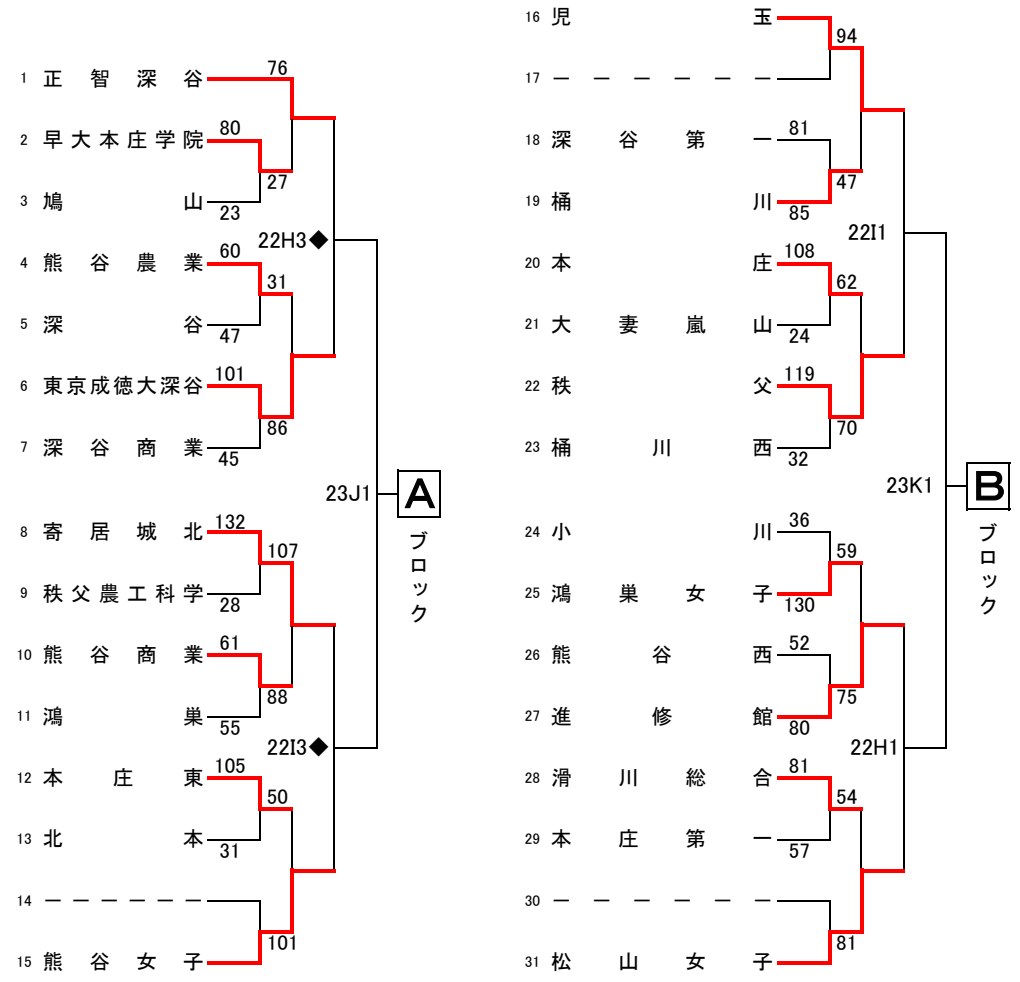 76
1 正智深谷
80
2 早大本庄学院
27
3 鳩山
23
22H3◆
60
4 熊谷農業
31
5 深谷
47
101
6 東京成徳大深谷
86
7 深谷商業
45
23J1
A
ブロック
132
8 寄居城北
107
9 秩父農工科学
28
61
10 熊谷商業
88
11 鴻巣
55
22I3◆
105
12 本庄東
50
13 北本
31
14 ー ー ー ー ー ー
101
15 熊谷女子
16 児玉
94
17 ー ー ー ー ー ー
81
18 深谷第一
47
19 桶川
85
22I1
108
20 本庄
62
21 大妻嵐山
24
119
22 秩父
70
23 桶川西
32
23K1
B
ブロック
36
24 小川
59
25 鴻巣女子
130
52
26 熊谷西
75
27 進修館
80
22H1
81
28 滑川総合
54
29 本庄第一
57
30 ー ー ー ー ー ー
81
31 松山女子